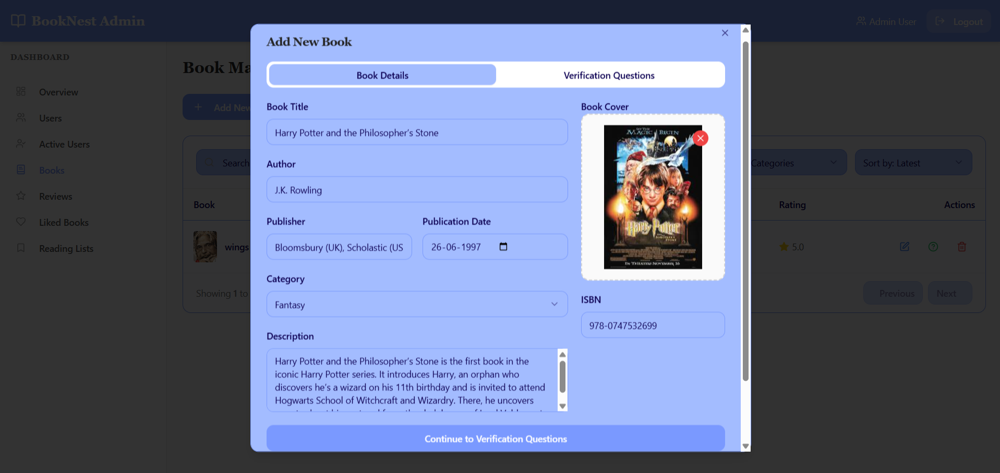 BookNest Admin
Admin User
Logout
DASHBOARD
Overview
Users
Active Users
Books
Reviews
Liked Books
Reading Lists
Book Ma
Add New
Search
Categories
Sort by: Latest
Book
Rating
Actions
wings
5.0
Showing 1 to
Previous
Next
Add New Book
Book Details
Verification Questions
Book Title
Harry Potter and the Philosopher’s Stone
Author
J.K. Rowling
Publisher
Publication Date
Bloomsbury (UK), Scholastic (US
26-06-1997
Category
Fantasy
Description
Harry Potter and the Philosopher’s Stone is the first book in the
iconic Harry Potter series. It introduces Harry, an orphan who
discovers he’s a wizard on his 11th birthday and is invited to attend
Hogwarts School of Witchcraft and Wizardry. There, he uncovers
Book Cover
MAGIC BEGIN
Harry Potter
SORCERER'S
STONE
IN THEATERS NOVEMBER 16
ISBN
978-0747532699
Continue to Verification Questions